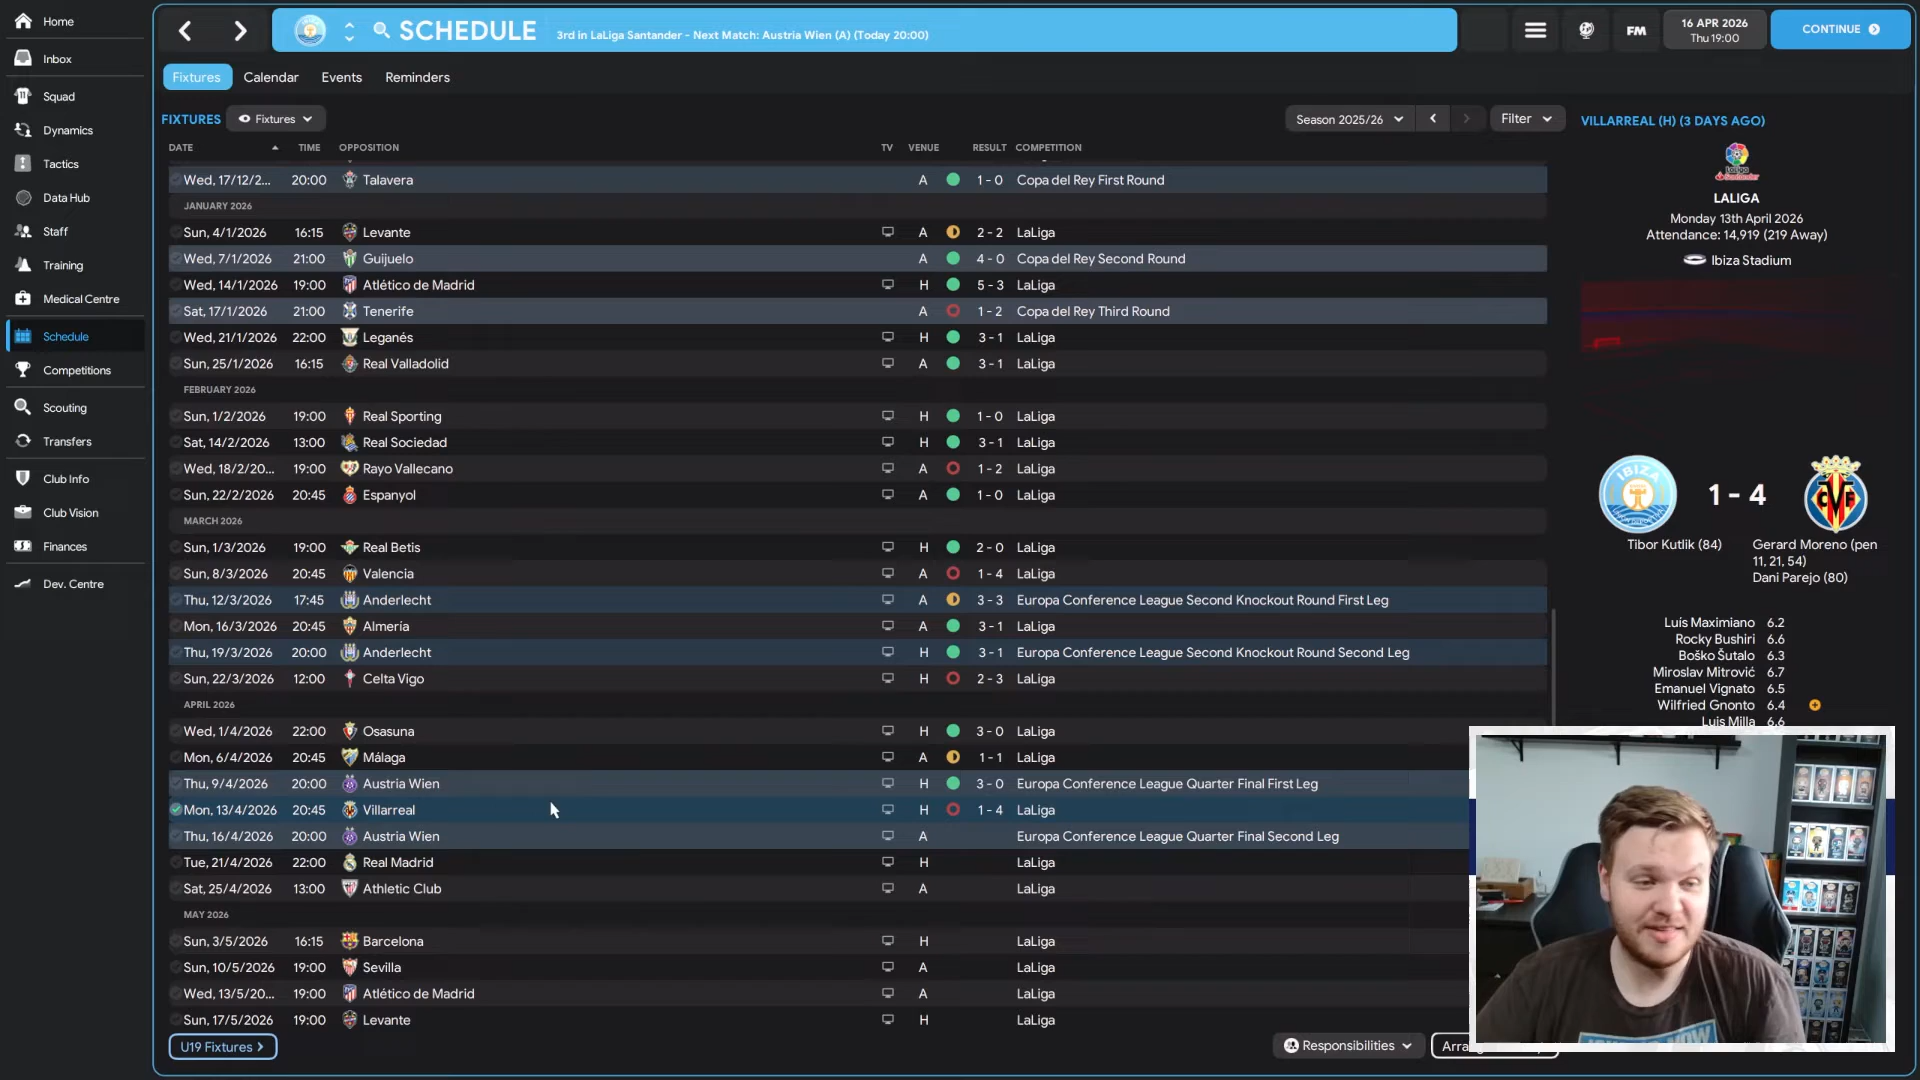 Home
Inbox
Squad
Dynamics
Tactics
Data Hub
Staff
Training
Medical Centre
Schedule
Competitions
Scouting
Transfers
Club Info
Club Vision
Finances
Dev. Centre
SCHEDULE
3rd in LaLiga Santander - Next Match: Austria Wien (A) (Today 20:00)
FM
16 APR 2026
Thu 19:00
CONTINUE
Fixtures Calendar Events Reminders
FIXTURES Fixtures
Season 2025/26
Filter
DATE TIME OPPOSITION TV VENUE RESULT COMPETITION
Wed, 17/12/2... 20:00 Talavera A 1 - 0 Copa del Rey First Round
JANUARY 2026
Sun, 4/1/2026 16:15 Levante A 2 - 2 LaLiga
Wed, 7/1/2026 21:00 Guijuelo A 4 - 0 Copa del Rey Second Round
Wed, 14/1/2026 19:00 Atlético de Madrid H 5 - 3 LaLiga
Sat, 17/1/2026 21:00 Tenerife A 1 - 2 Copa del Rey Third Round
Wed, 21/1/2026 22:00 Leganés H 3 - 1 LaLiga
Sun, 25/1/2026 16:15 Real Valladolid A 3 - 1 LaLiga
FEBRUARY 2026
Sun, 1/2/2026 19:00 Real Sporting H 1 - 0 LaLiga
Sat, 14/2/2026 13:00 Real Sociedad H 3 - 1 LaLiga
Wed, 18/2/20... 19:00 Rayo Vallecano A 1 - 2 LaLiga
Sun, 22/2/2026 20:45 Espanyol A 1 - 0 LaLiga
MARCH 2026
Sun, 1/3/2026 19:00 Real Betis H 2 - 0 LaLiga
Sun, 8/3/2026 20:45 Valencia A 1 - 4 LaLiga
Thu, 12/3/2026 17:45 Anderlecht A 3 - 3 Europa Conference League Second Knockout Round First Leg
Mon, 16/3/2026 20:45 Almería A 3 - 1 LaLiga
Thu, 19/3/2026 20:00 Anderlecht H 3 - 1 Europa Conference League Second Knockout Round Second Leg
Sun, 22/3/2026 12:00 Celta Vigo H 2 - 3 LaLiga
APRIL 2026
Wed, 1/4/2026 22:00 Osasuna H 3 - 0 LaLiga
Mon, 6/4/2026 20:45 Málaga A 1 - 1 LaLiga
Thu, 9/4/2026 20:00 Austria Wien H 3 - 0 Europa Conference League Quarter Final First Leg
Mon, 13/4/2026 20:45 Villarreal H 1 - 4 LaLiga
Thu, 16/4/2026 20:00 Austria Wien A Europa Conference League Quarter Final Second Leg
Tue, 21/4/2026 22:00 Real Madrid H LaLiga
Sat, 25/4/2026 13:00 Athletic Club A LaLiga
MAY 2026
Sun, 3/5/2026 16:15 Barcelona H LaLiga
Sun, 10/5/2026 19:00 Sevilla A LaLiga
Wed, 13/5/20... 19:00 Atlético de Madrid A LaLiga
Sun, 17/5/2026 19:00 Levante H LaLiga
U19 Fixtures
Responsibilities
VILLARREAL (H) (3 DAYS AGO)
LALIGA
Monday 13th April 2026
Attendance: 14,919 (219 Away)
Ibiza Stadium
IBIZA
1 - 4
Tibor Kutlik (84)
Gerard Moreno (pen
11, 21, 54)
Dani Parejo (80)
Luís Maximiano 6.2
Rocky Bushiri 6.6
Boško Šutalo 6.3
Miroslav Mitrović 6.7
Emanuel Vignato 6.5
Wilfried Gnonto 6.4
Luis Milla 6.6